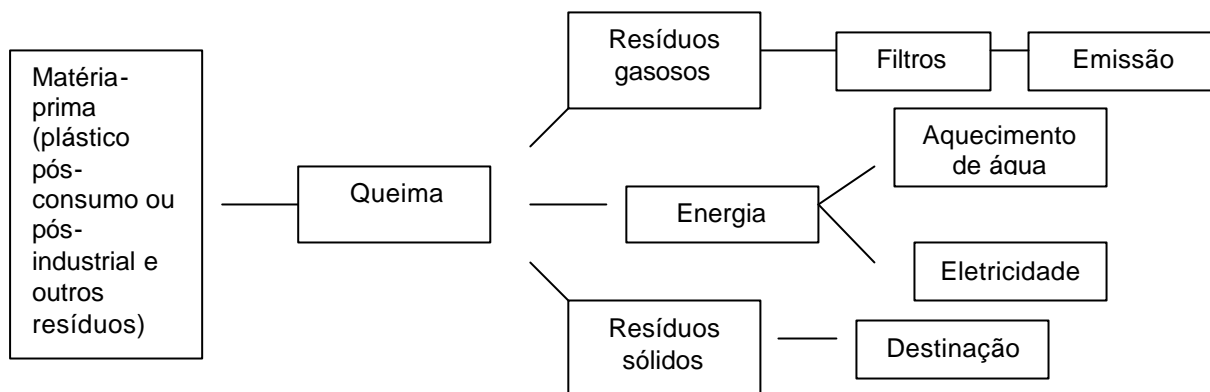 Matéria-
prima
(plástico
pós-
consumo ou
pós-
industrial e
outros
resíduos)
Queima
Resíduos
gasosos
Filtros
Emissão
Energia
Aquecimento
de água
Eletricidade
Resíduos
sólidos
Destinação